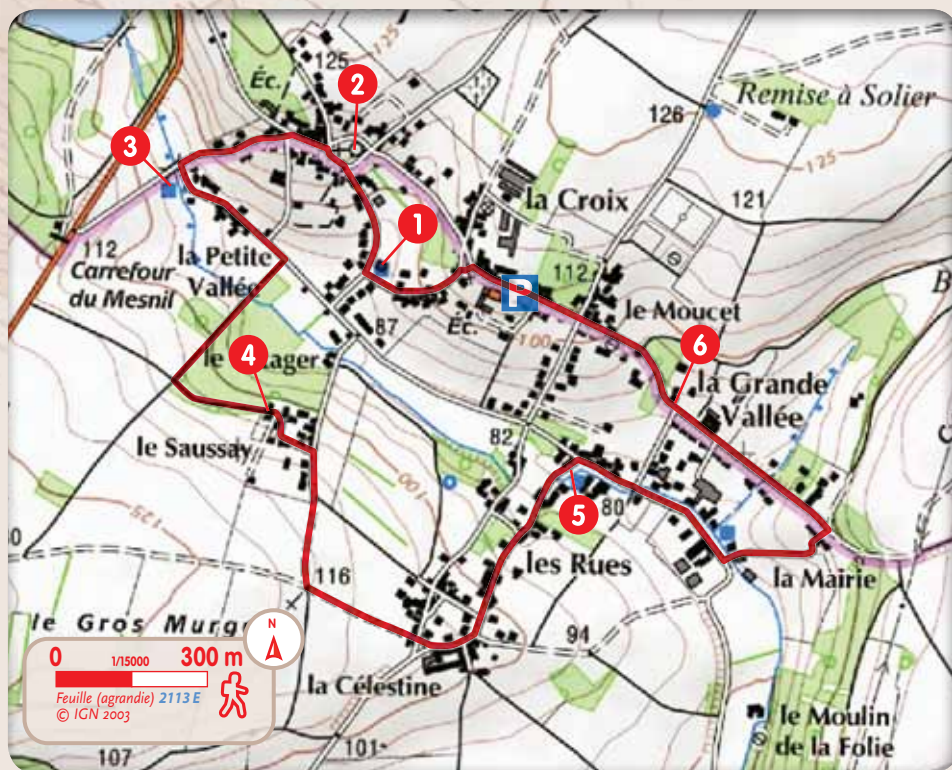 125
125
Éc.
2
126
Remise à Solier
125
3
1
la Croix
121
112
Carrefour
du Mesnil
la Petite
Vallée
P
112
le Moucet
Éc.
100
87
6
4
la Grande
Vallée
le Saussay
82
100
125
5
80
les Rues
la Mairie
116
le Gros
94
la Célestine
le Moulin
de la Folie
101
107
N
0 1/15000 300 m
Feuille (agrandie) 2113 E
© IGN 2003